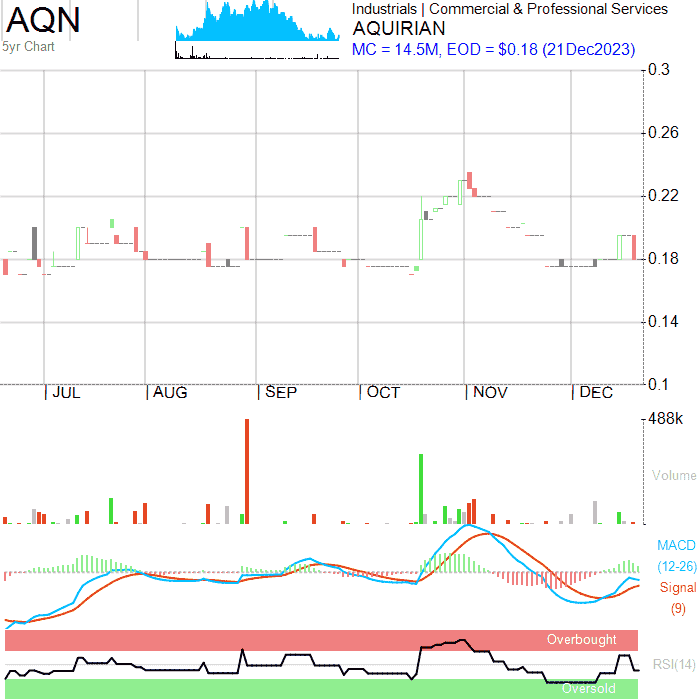 AQN
5yr Chart
Industrials | Commercial & Professional Services
AQUIRIAN
MC = 14.5M, EOD = $0.18 (21Dec2023)
0.3
0.26
0.22
0.18
0.14
0.1
JUL AUG SEP OCT NOV DEC
488k
Volume
MACD
(12-26)
Signal
(9)
Overbought
RSI(14)
Oversold